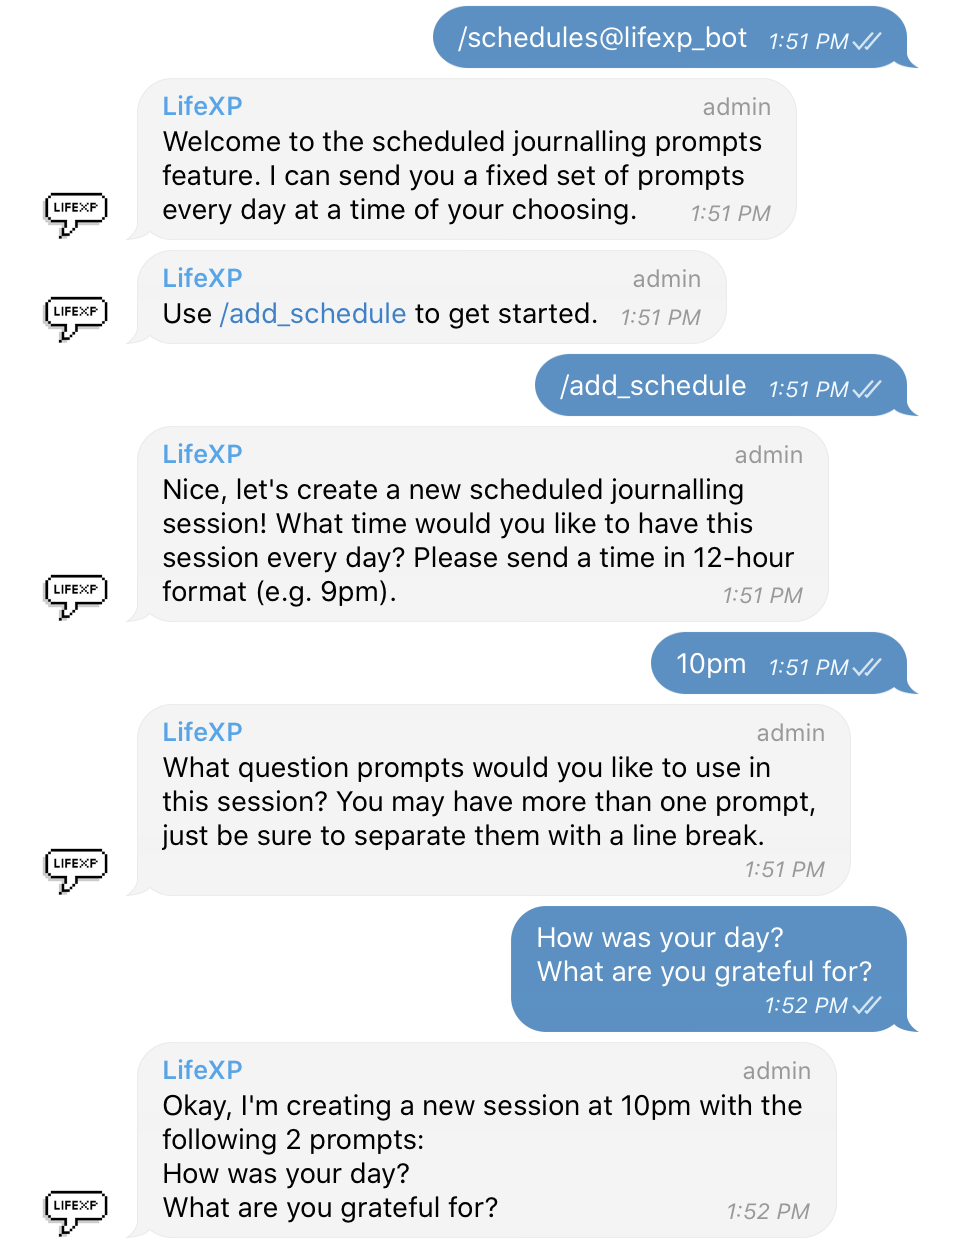 /schedules@lifexp_bot 1:51 PM
LifeXP admin
Welcome to the scheduled journalling prompts
feature. I can send you a fixed set of prompts
every day at a time of your choosing. 1:51 PM
LIFEXP
LifeXP admin
Use /add_schedule to get started. 1:51 PM
LIFEXP
/add_schedule 1:51 PM
LifeXP admin
Nice, let's create a new scheduled journalling
session! What time would you like to have this
session every day? Please send a time in 12-hour
format (e.g. 9pm). 1:51 PM
LIFEXP
10pm 1:51 PM
LifeXP admin
What question prompts would you like to use in
this session? You may have more than one prompt,
just be sure to separate them with a line break.
1:51 PM
LIFEXP
How was your day?
What are you grateful for?
1:52 PM
LifeXP admin
Okay, I'm creating a new session at 10pm with the
following 2 prompts:
How was your day?
What are you grateful for? 1:52 PM
LIFEXP